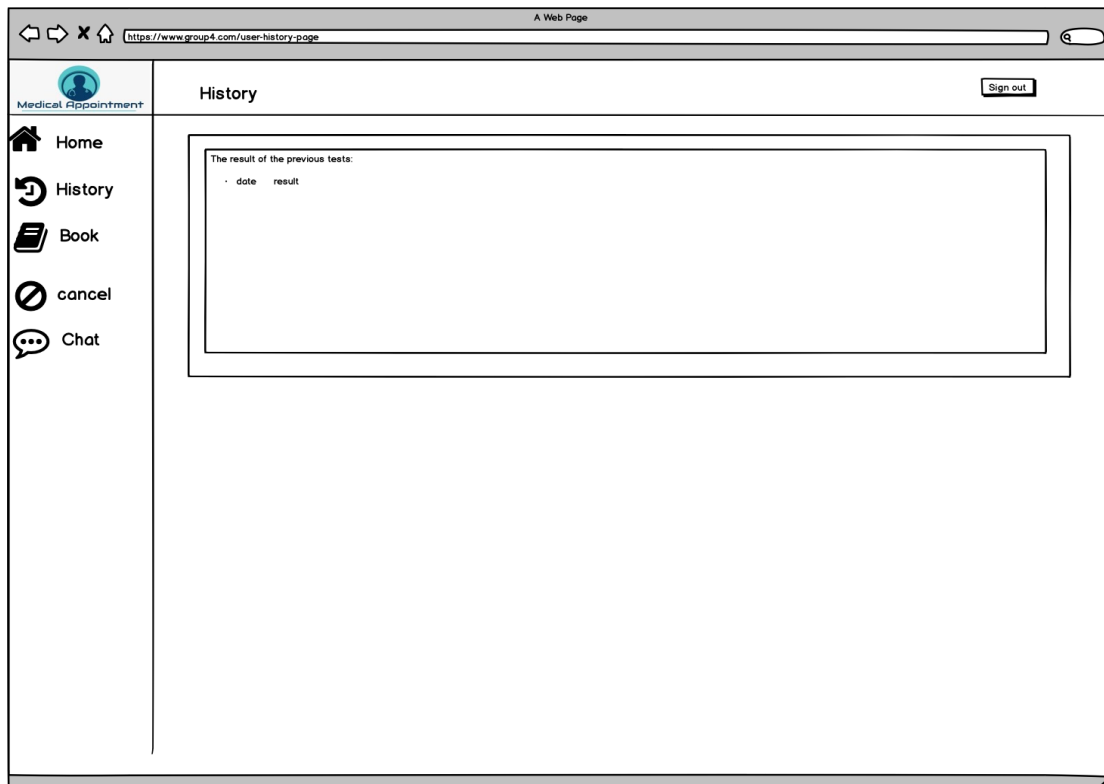 A Web Page
https://www.group4.com/user-history-page
Medical Appointment
History
Sign out
Home
History
Book
cancel
Chat
The result of the previous tests:
· date result